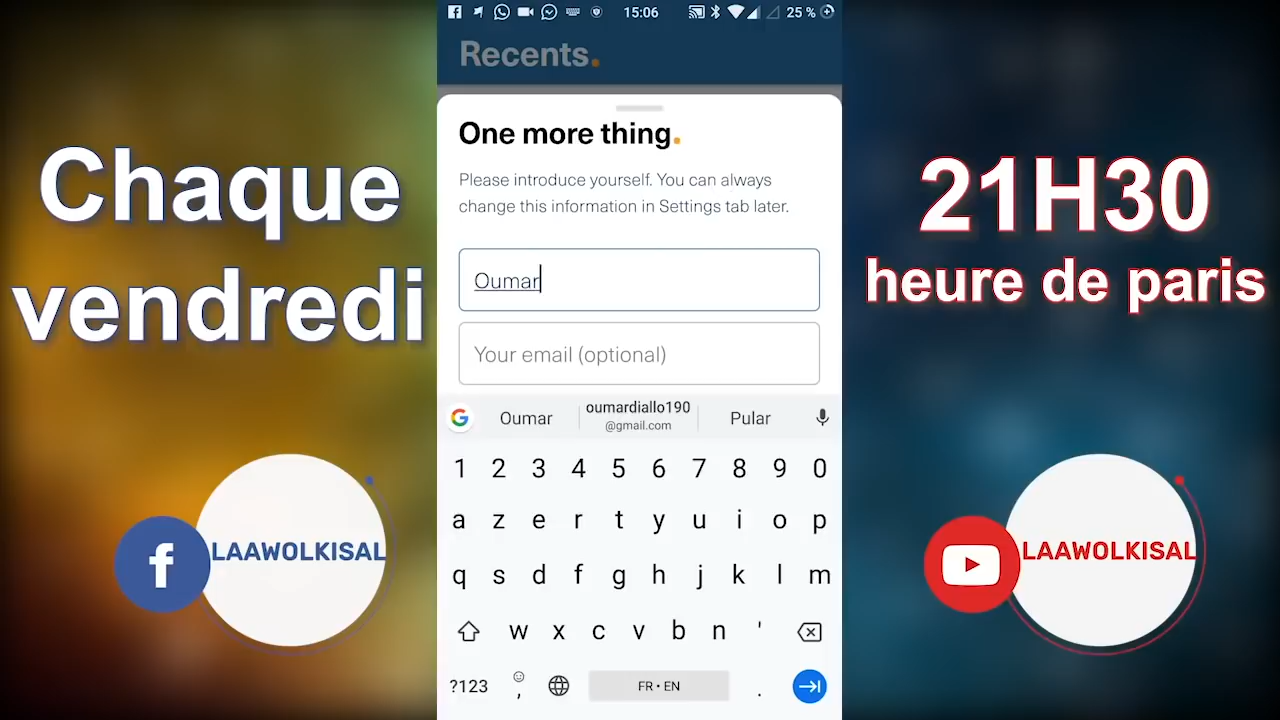 Chaque
vendredi
LAAWOLKISAL
15:06
25 %
Recents.
One more thing.
Please introduce yourself. You can always
change this information in Settings tab later.
Oumar
Your email (optional)
Oumar
oumardiallo190
@gmail.com
Pular
1 2 3 4 5 6 7 8 9 0
a z e r t y u i o p
q s d f g h j k l m
w x c v b n '
?123 , FR • EN .
21H30
heure de paris
LAAWOLKISAL